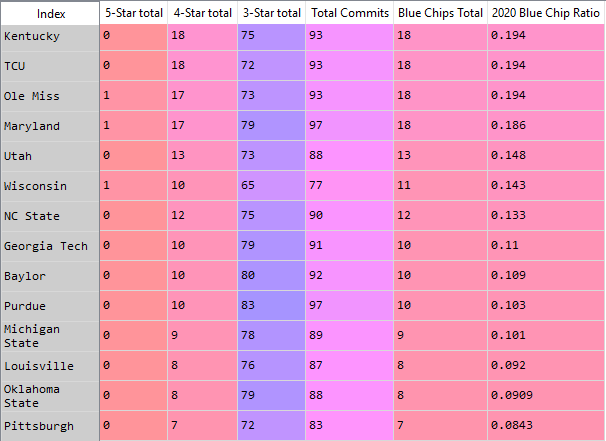 Index 5-Star total 4-Star total 3-Star total Total Commits Blue Chips Total 2020 Blue Chip Ratio
Kentucky 0 18 75 93 18 0.194
TCU 0 18 72 93 18 0.194
Ole Miss 1 17 73 93 18 0.194
Maryland 1 17 79 97 18 0.186
Utah 0 13 73 88 13 0.148
Wisconsin 1 10 65 77 11 0.143
NC State 0 12 75 90 12 0.133
Georgia Tech 0 10 79 91 10 0.11
Baylor 0 10 80 92 10 0.109
Purdue 0 10 83 97 10 0.103
Michigan
State 0 9 78 89 9 0.101
Louisville 0 8 76 87 8 0.092
Oklahoma
State 0 8 79 88 8 0.0909
Pittsburgh 0 7 72 83 7 0.0843